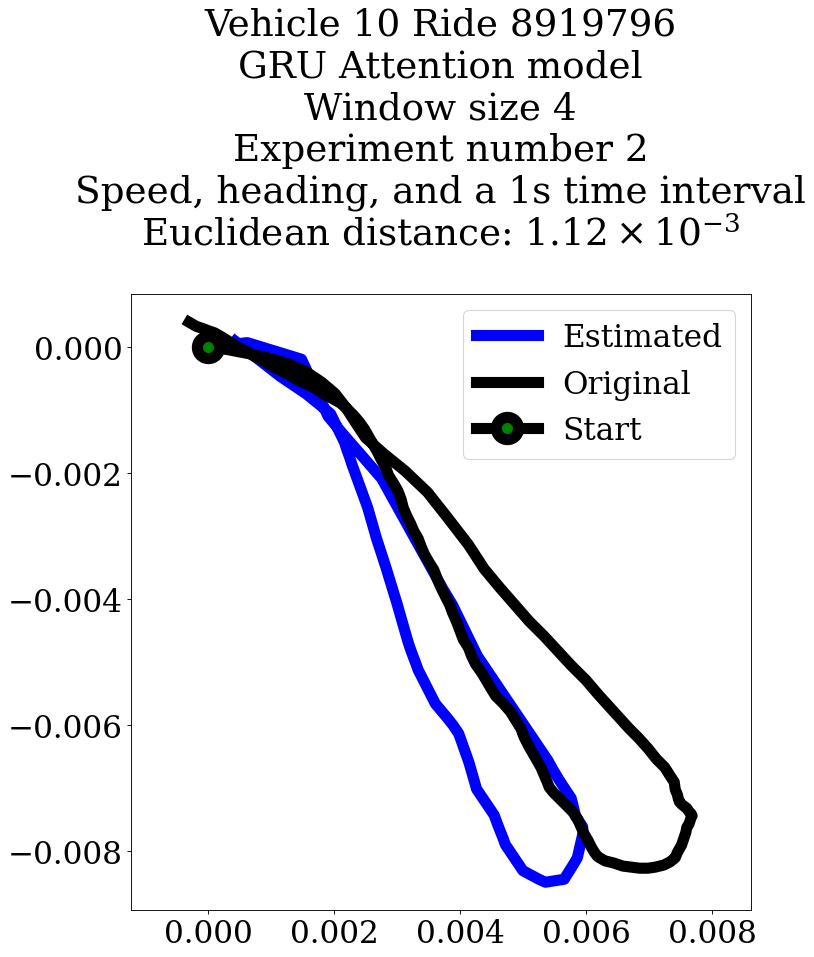 Vehicle 10 Ride 8919796
GRU Attention model
Window size 4
Experiment number 2
Speed, heading, and a 1s time interval
Euclidean distance: 1.12 × 10⁻³
Estimated
Original
Start
0.000
−0.002
−0.004
−0.006
−0.008
0.000 0.002 0.004 0.006 0.008